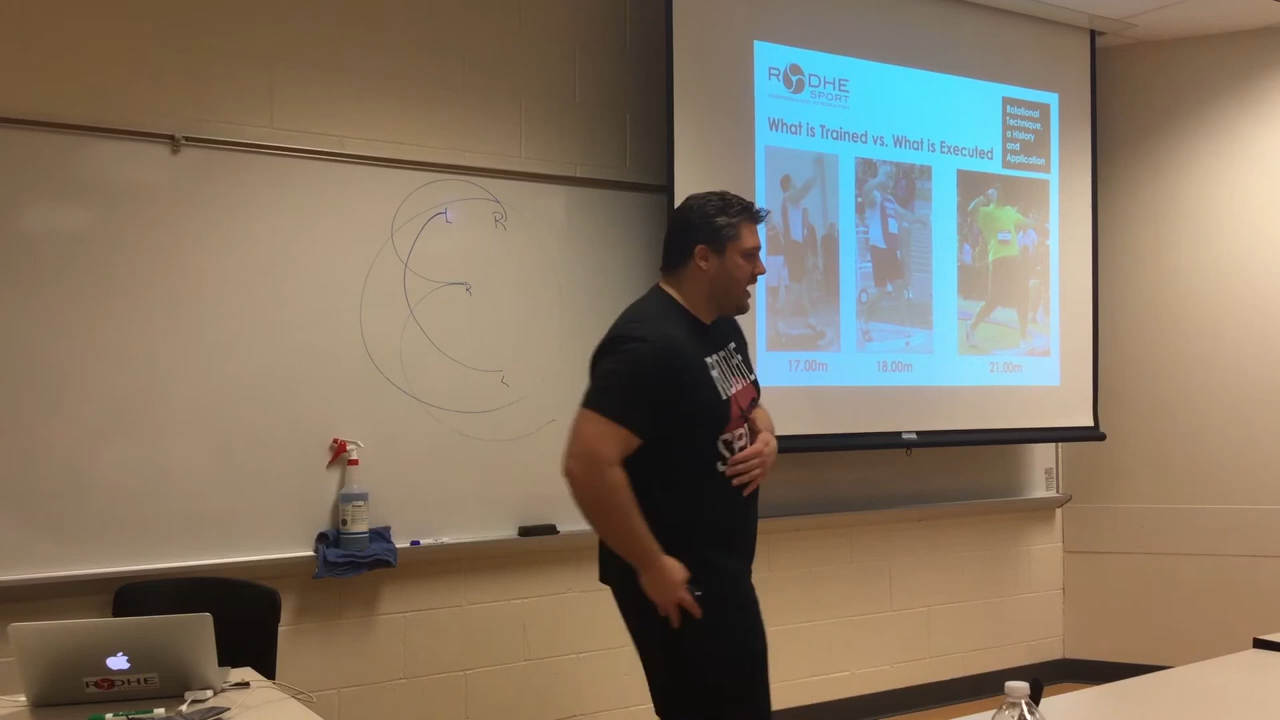 RODHE
SPORT
Rotational
Technique,
a History
and
Application
What is Trained vs. What is Executed
17.00m
18.00m
21.00m
L
R
R
L
RODHE
RODHE